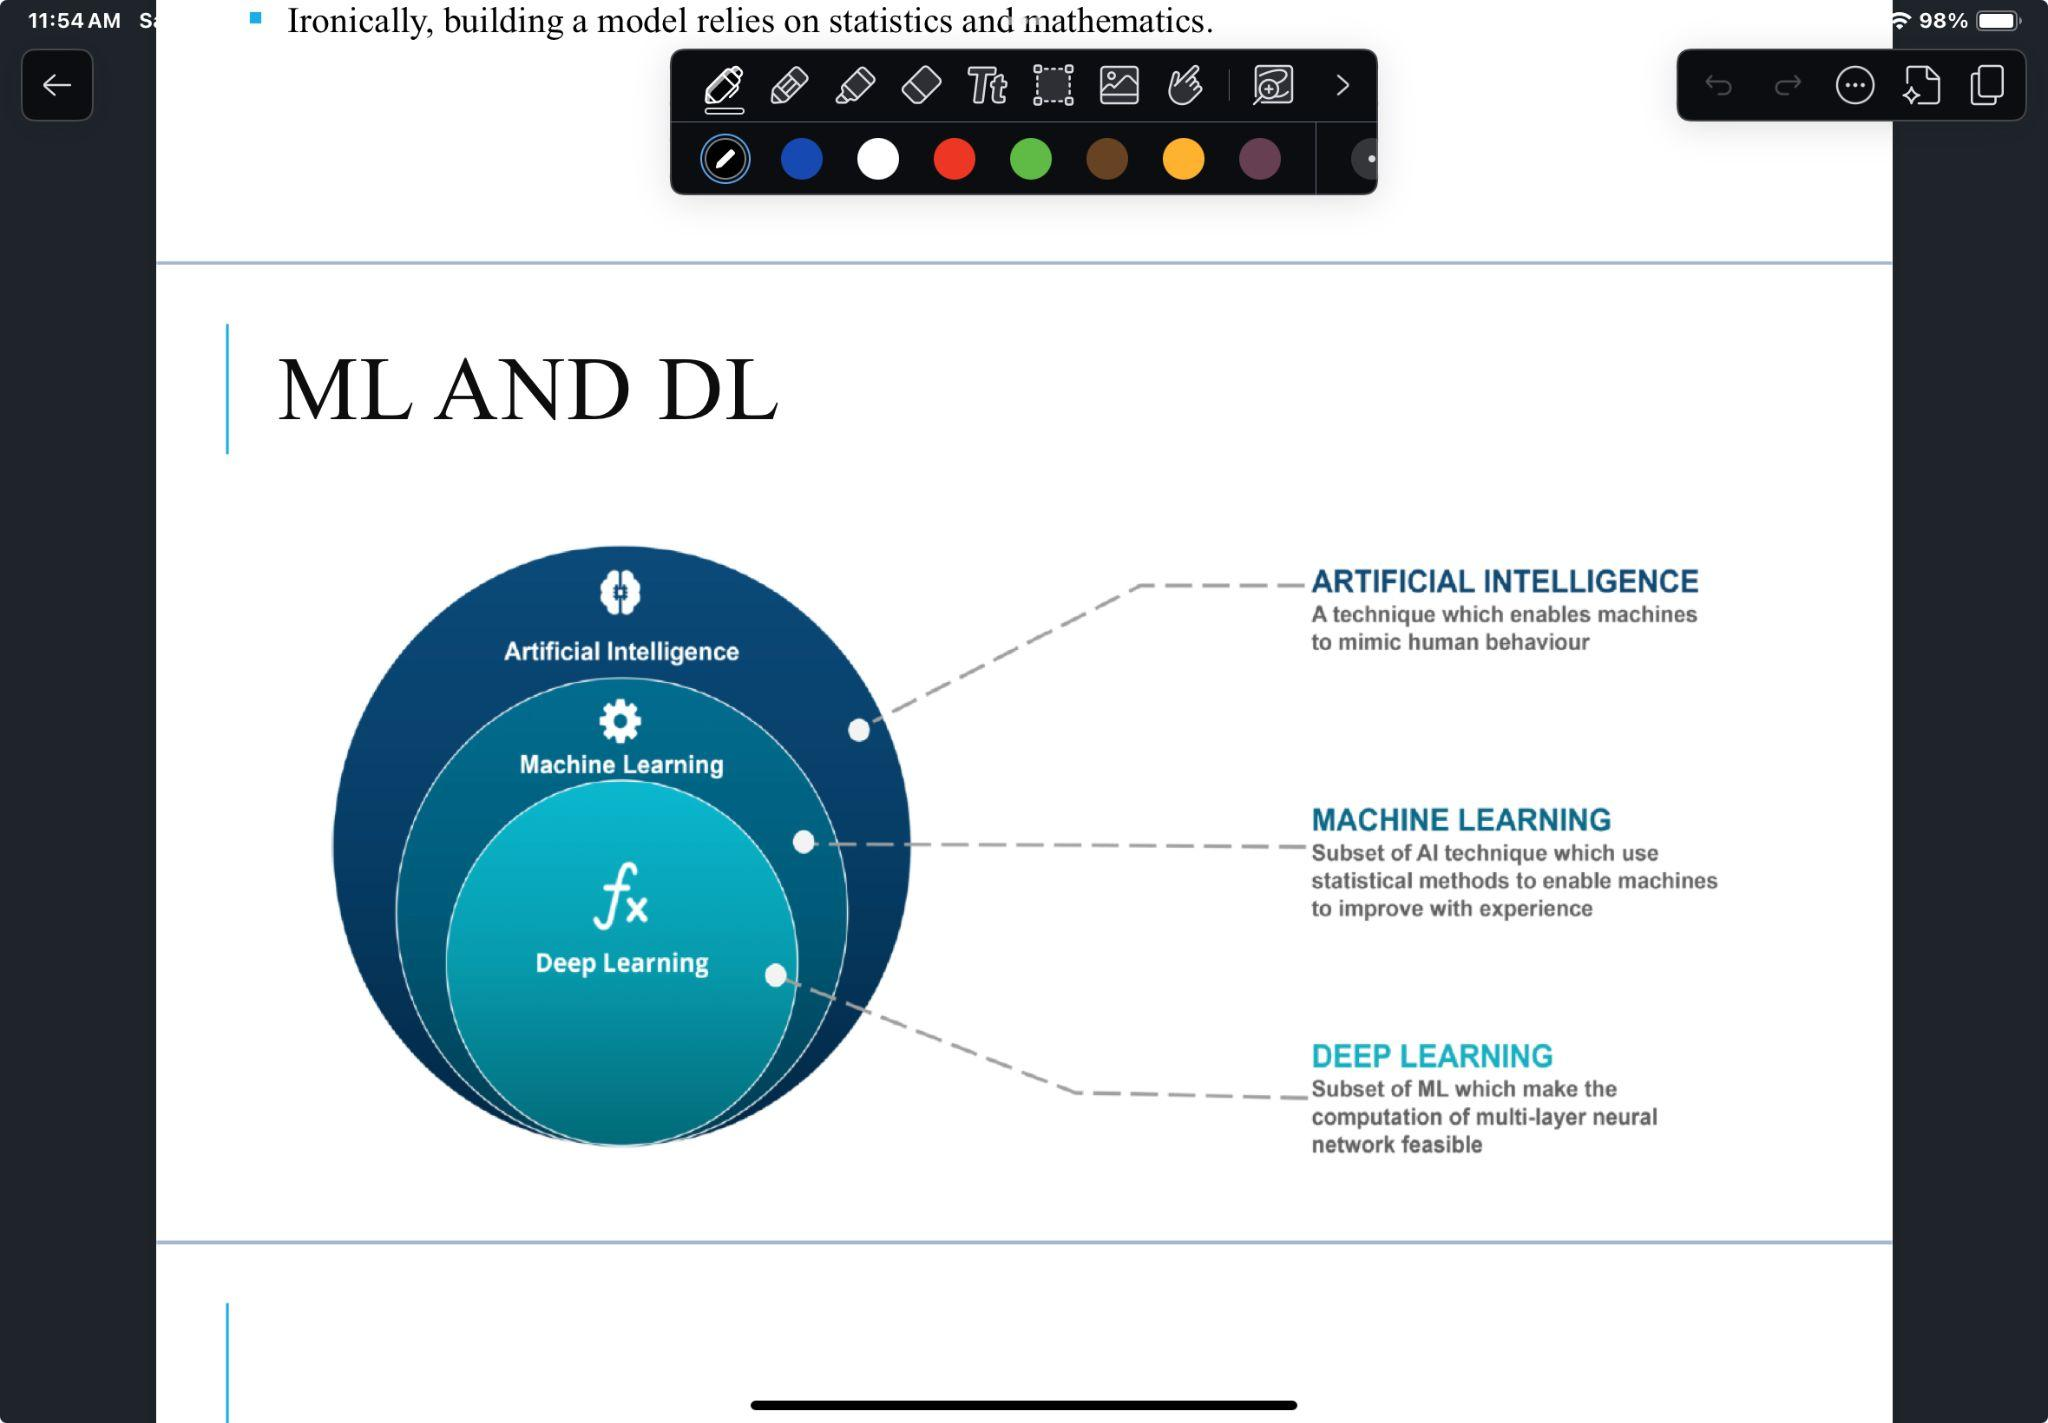 11:54 AM
98%
Ironically, building a model relies on statistics and mathematics.
Tt
ML AND DL
Artificial Intelligence
Machine Learning
fx
Deep Learning
ARTIFICIAL INTELLIGENCE
A technique which enables machines
to mimic human behaviour
MACHINE LEARNING
Subset of AI technique which use
statistical methods to enable machines
to improve with experience
DEEP LEARNING
Subset of ML which make the
computation of multi-layer neural
network feasible